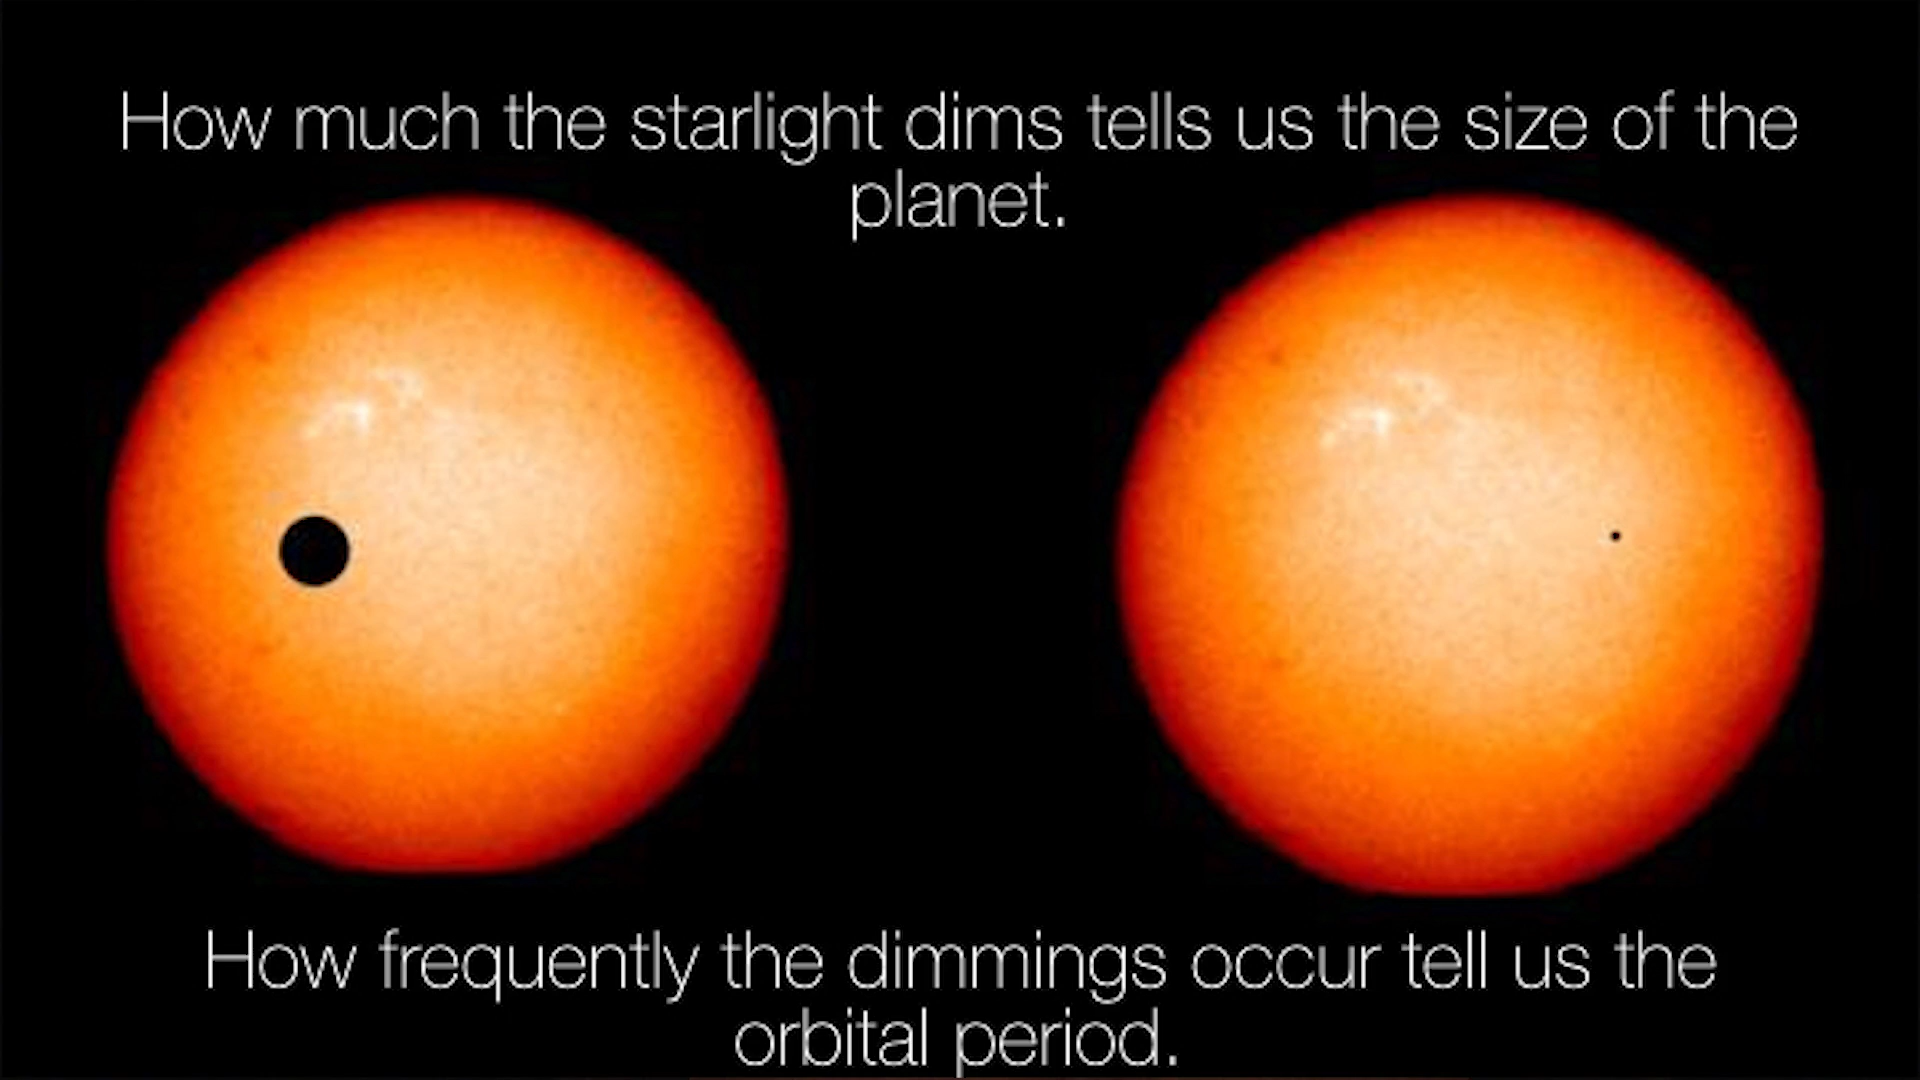 How much the starlight dims tells us the size of the
planet.
How frequently the dimmings occur tell us the
orbital period.